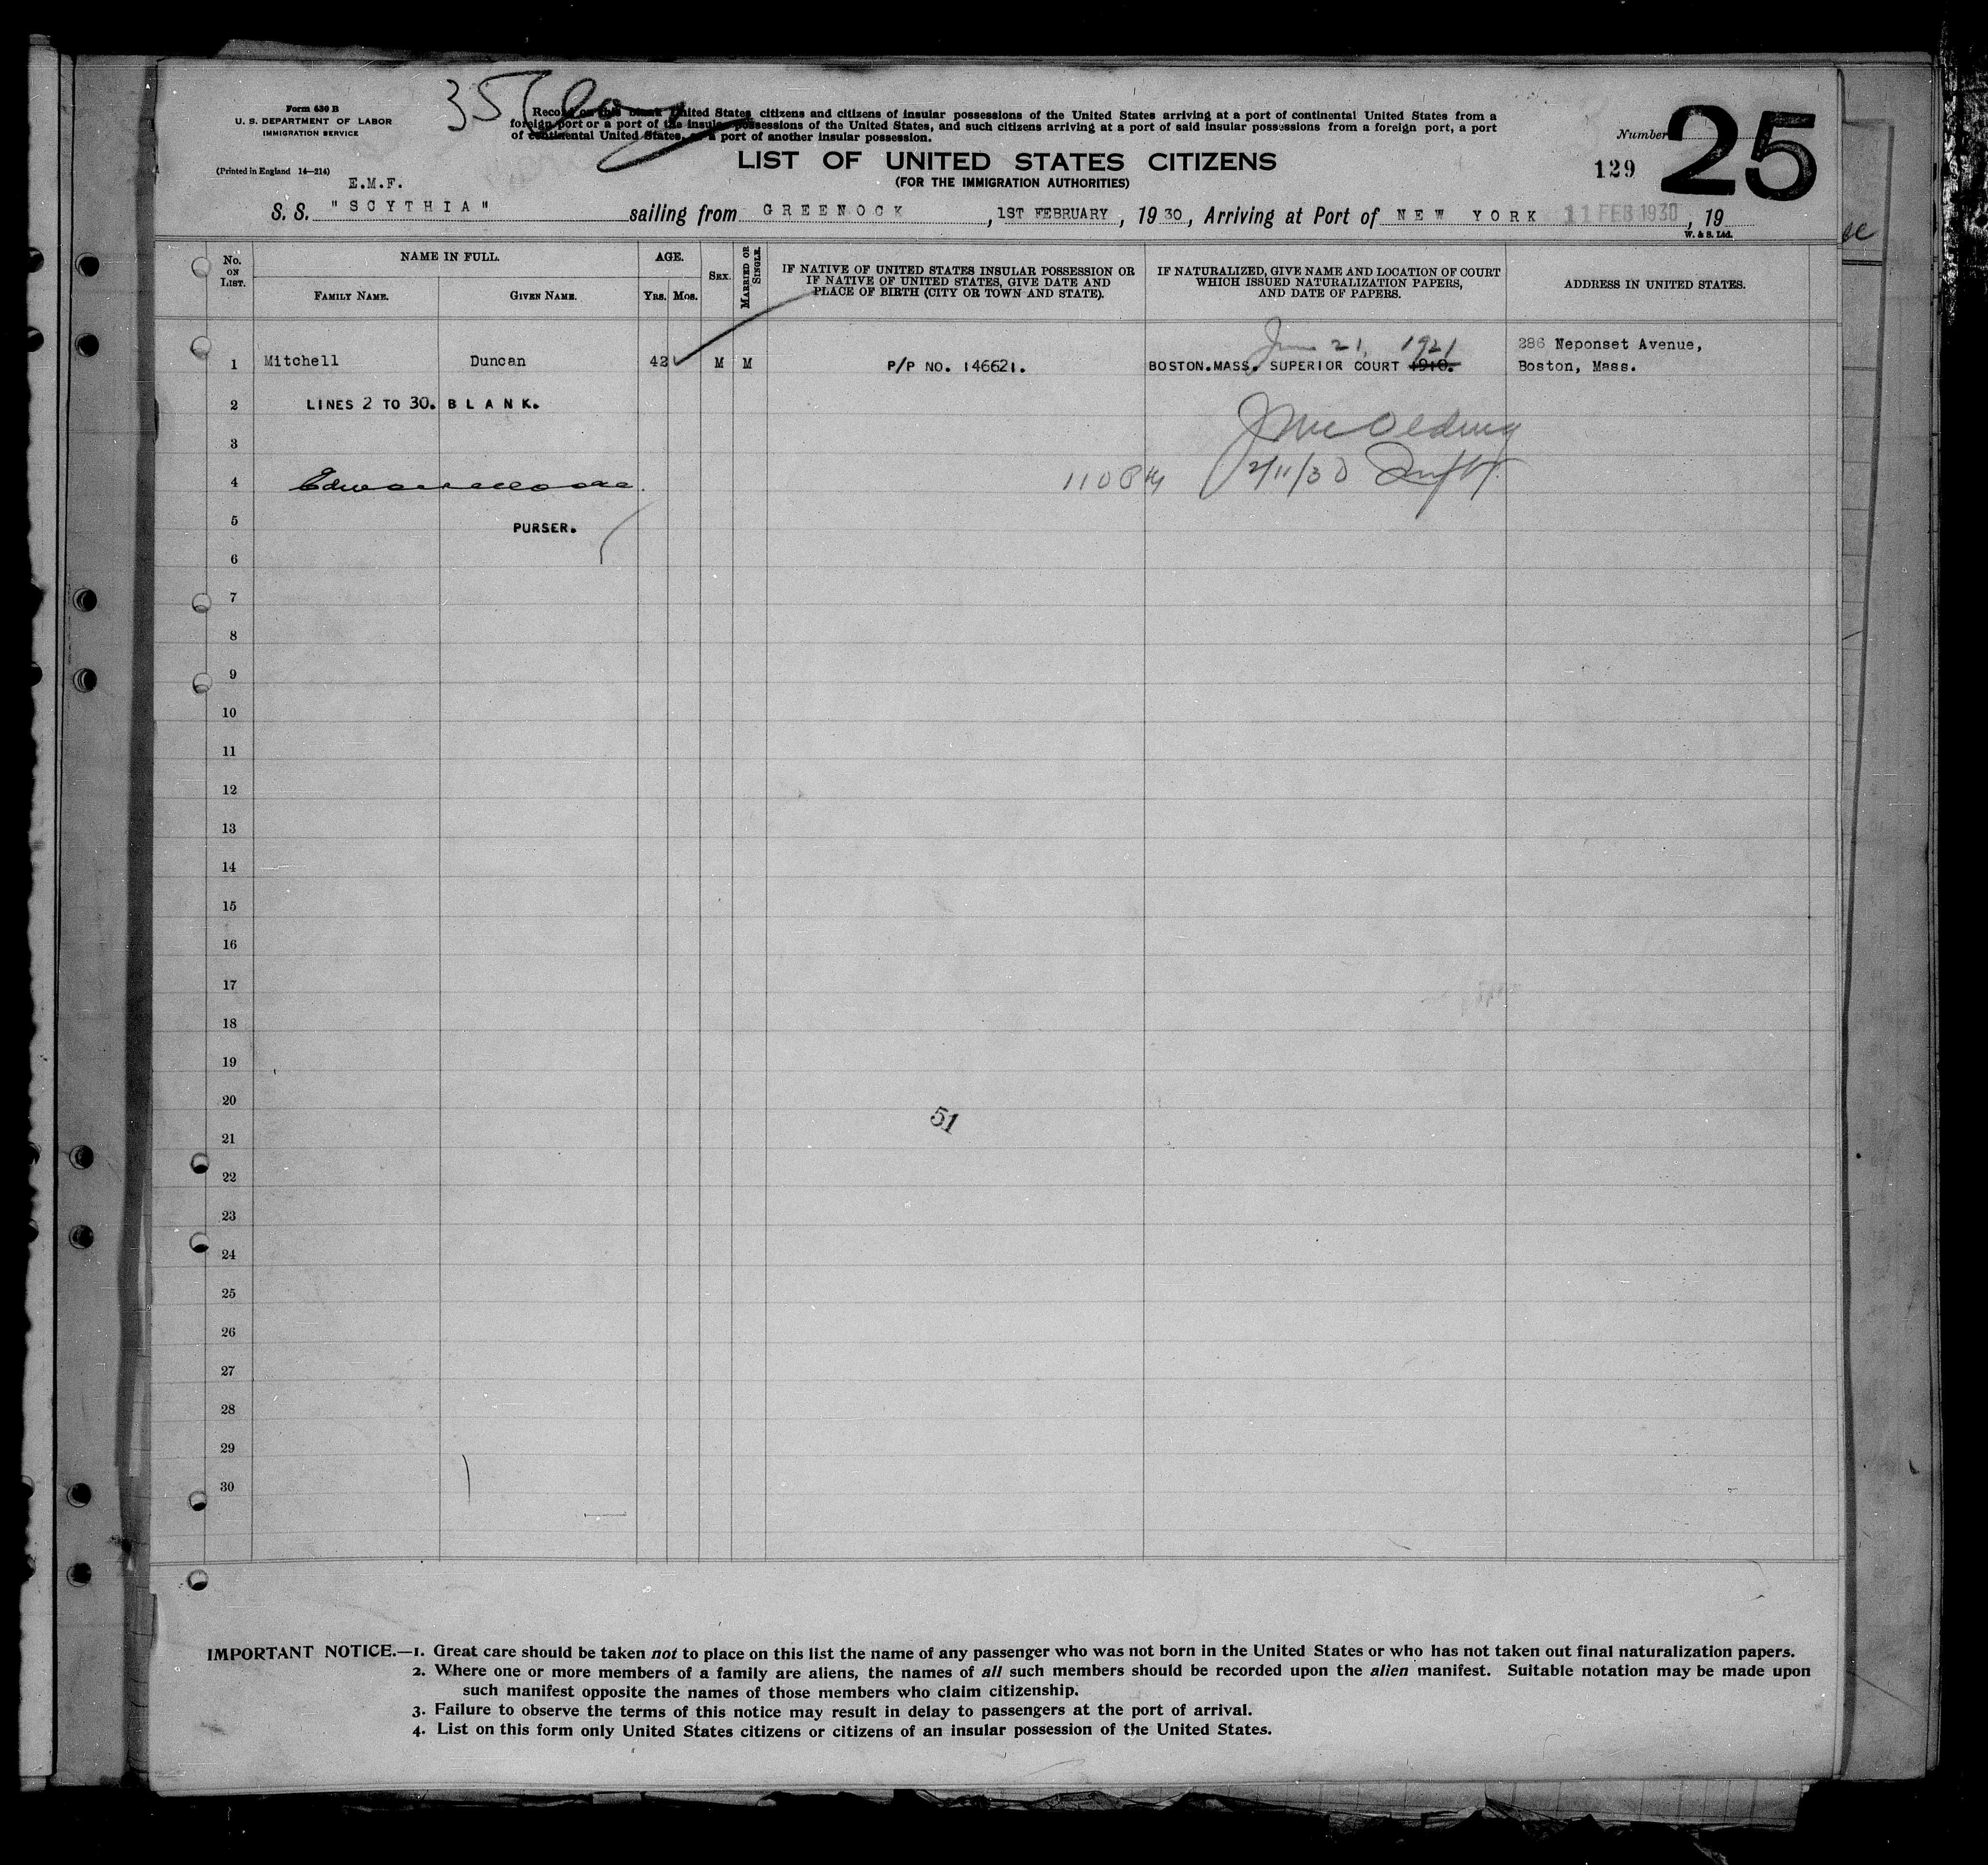 Form 630 B
U. S. DEPARTMENT OF LABOR
IMMIGRATION SERVICE
(Printed in England 14—214)
35
Record on this blank United States citizens and citizens of insular possessions of the United States arriving at a port of continental United States from a
foreign port or a port of the insular possessions of the United States, and such citizens arriving at a port of said insular possessions from a foreign port, a port
of continental United States, or a port of another insular possession.
LIST OF UNITED STATES CITIZENS
(FOR THE IMMIGRATION AUTHORITIES)
Number 25
129
E.M.F.
S. S. "SCYTHIA" sailing from GREENOCK, 1ST FEBRUARY, 1930, Arriving at Port of NEW YORK 11 FEB 1930, 19
W. & S. Ltd.
No. ON LIST.
NAME IN FULL.
FAMILY NAME.
GIVEN NAME.
AGE.
YRS. MOS.
SEX.
MARRIED OR SINGLE.
IF NATIVE OF UNITED STATES INSULAR POSSESSION OR
IF NATIVE OF UNITED STATES, GIVE DATE AND
PLACE OF BIRTH (CITY OR TOWN AND STATE).
IF NATURALIZED, GIVE NAME AND LOCATION OF COURT
WHICH ISSUED NATURALIZATION PAPERS,
AND DATE OF PAPERS.
ADDRESS IN UNITED STATES.
June 21, 1921
286 Neponset Avenue,
1 Mitchell Duncan 42 M M P/P NO. 146621. BOSTON.MASS. SUPERIOR COURT 1918. Boston, Mass.
2 LINES 2 TO 30. BLANK.
3
4
2/11/30
5 PURSER.
6
7
8
9
10
11
12
13
14
15
16
17
18
19
20
51
21
22
23
24
25
26
27
28
29
30
IMPORTANT NOTICE.—1. Great care should be taken not to place on this list the name of any passenger who was not born in the United States or who has not taken out final naturalization papers.
2. Where one or more members of a family are aliens, the names of all such members should be recorded upon the alien manifest. Suitable notation may be made upon
such manifest opposite the names of those members who claim citizenship.
3. Failure to observe the terms of this notice may result in delay to passengers at the port of arrival.
4. List on this form only United States citizens or citizens of an insular possession of the United States.